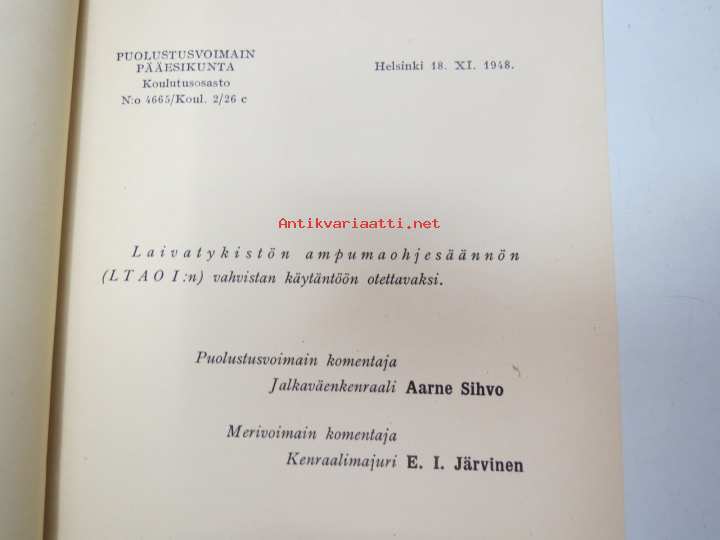 PUOLUSTUSVOIMAIN
PÄÄESIKUNTA
Koulutusosasto
N:o 4665/Koul. 2/26 c
Helsinki 18. XI. 1948.
Antikvariaatti.net
Laivatykistön ampumaohjesäännön
(LTAO I:n) vahvistan käytäntöön otettavaksi.
Puolustusvoimain komentaja
Jalkaväenkenraali Aarne Sihvo
Merivoimain komentaja
Kenraalimajuri E. I. Järvinen